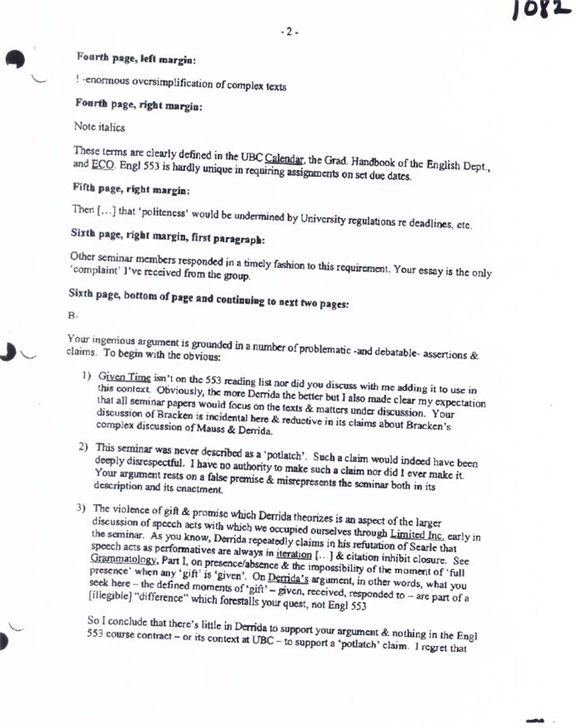 1082
- 2 -
Fourth page, left margin:
! -enormous oversimplification of complex texts
Fourth page, right margin:
Note italics
These terms are clearly defined in the UBC Calendar, the Grad. Handbook of the English Dept.,
and ECO. Engl 553 is hardly unique in requiring assignments on set due dates.
Fifth page, right margin:
Then [...] that 'politeness' would be undermined by University regulations re deadlines, etc.
Sixth page, right margin, first paragraph:
Other seminar members responded in a timely fashion to this requirement. Your essay is the only
'complaint' I've received from the group.
Sixth page, bottom of page and continuing to next two pages:
B-
Your ingenious argument is grounded in a number of problematic -and debatable- assertions &
claims. To begin with the obvious:
1) Given Time isn't on the 553 reading list nor did you discuss with me adding it to use in
this context. Obviously, the more Derrida the better but I also made clear my expectation
that all seminar papers would focus on the texts & matters under discussion. Your
discussion of Bracken is incidental here & reductive in its claims about Bracken's
complex discussion of Mauss & Derrida.
2) This seminar was never described as a 'potlatch'. Such a claim would indeed have been
deeply disrespectful. I have no authority to make such a claim nor did I ever make it.
Your argument rests on a false premise & misrepresents the seminar both in its
description and its enactment.
3) The violence of gift & promise which Derrida theorizes is an aspect of the larger
discussion of speech acts with which we occupied ourselves through Limited Inc. early in
the seminar. As you know, Derrida repeatedly claims in his refutation of Searle that
speech acts as performatives are always in iteration [...] & citation inhibit closure. See
Grammatology, Part I, on presence/absence & the impossibility of the moment of 'full
presence' when any 'gift' is 'given'. On Derrida's argument, in other words, what you
seek here – the defined moments of 'gift' – given, received, responded to – are part of a
[illegible] "difference" which forestalls your quest, not Engl 553
So I conclude that there's little in Derrida to support your argument & nothing in the Engl
553 course contract – or its context at UBC – to support a 'potlatch' claim. I regret that